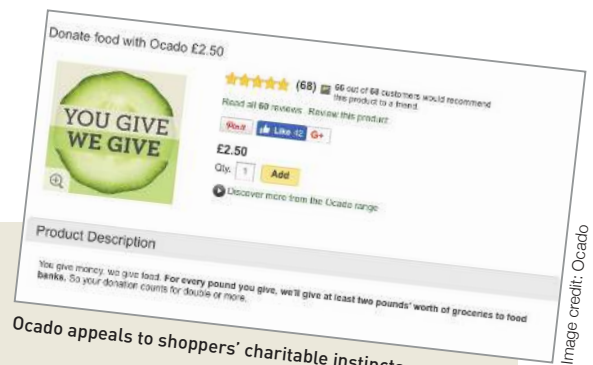 Donate food with Ocado £2.50
YOU GIVE
WE GIVE
(68) 66 out of 68 customers would recommend
this product to a friend
Read all 60 reviews Review this product
Pin it Like 42 G+
£2.50
Qty. 1 Add
Discover more from the Ocado range
Product Description
You give money, we give food. For every pound you give, we'll give at least two pounds' worth of groceries to food
banks. So your donation counts for double or more.
Ocado appeals to shoppers' charitable instincts
Image credit: Ocado